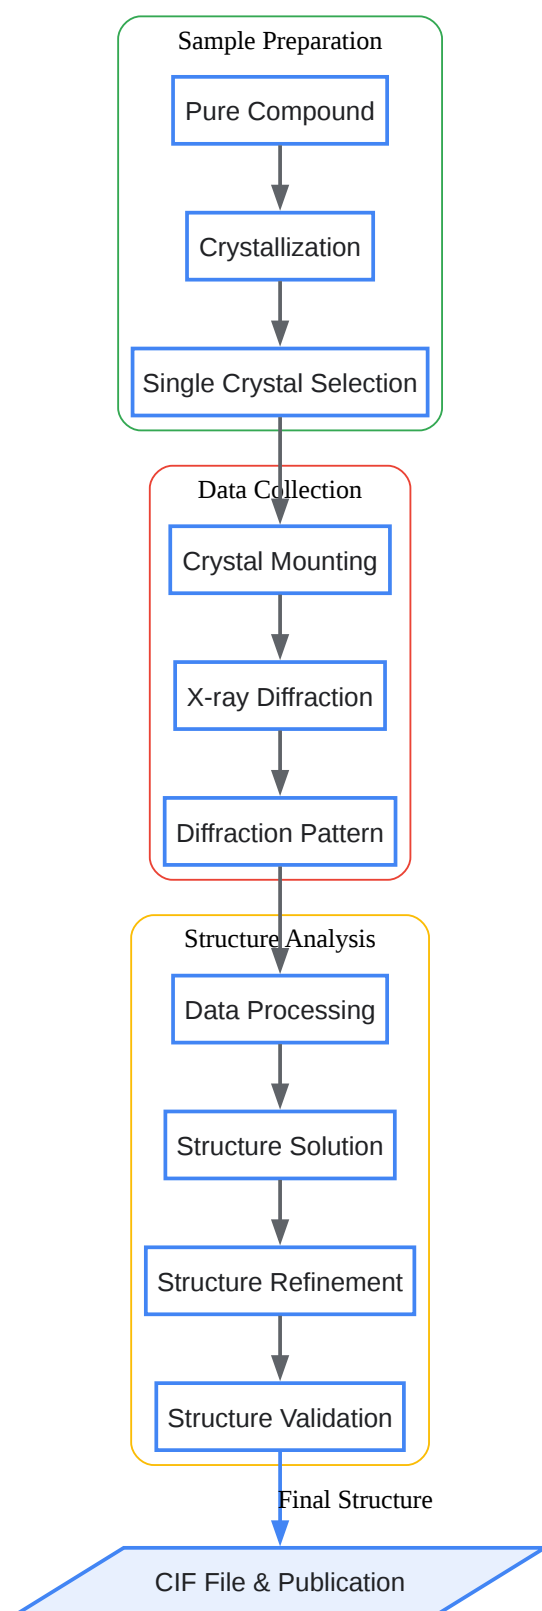 Sample Preparation
Pure Compound
Crystallization
Single Crystal Selection
Data Collection
Crystal Mounting
X-ray Diffraction
Diffraction Pattern
Structure Analysis
Data Processing
Structure Solution
Structure Refinement
Structure Validation
Final Structure
CIF File & Publication